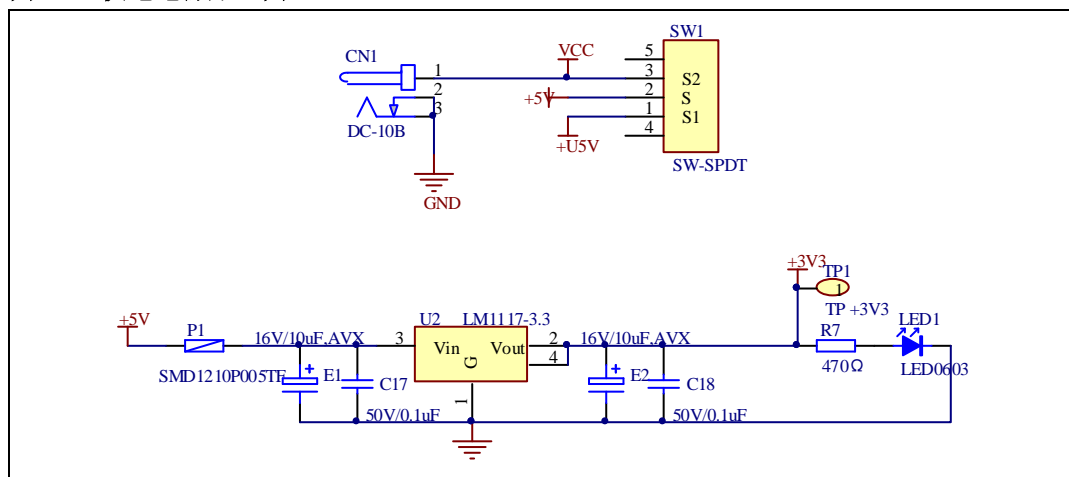 CN1
1
2
3
DC-10B
GND
VCC
+5V
+U5V
SW1
5
3
2
1
4
S2
S
S1
SW-SPDT
+5V
P1
SMD1210P005TF
16V/10uF,AVX
E1
C17
50V/0.1uF
U2
LM1117-3.3
3
Vin
Vout
G
1
2
4
16V/10uF,AVX
E2
C18
50V/0.1uF
+3V3
TP1
1
TP +3V3
R7
470Ω
LED1
LED0603